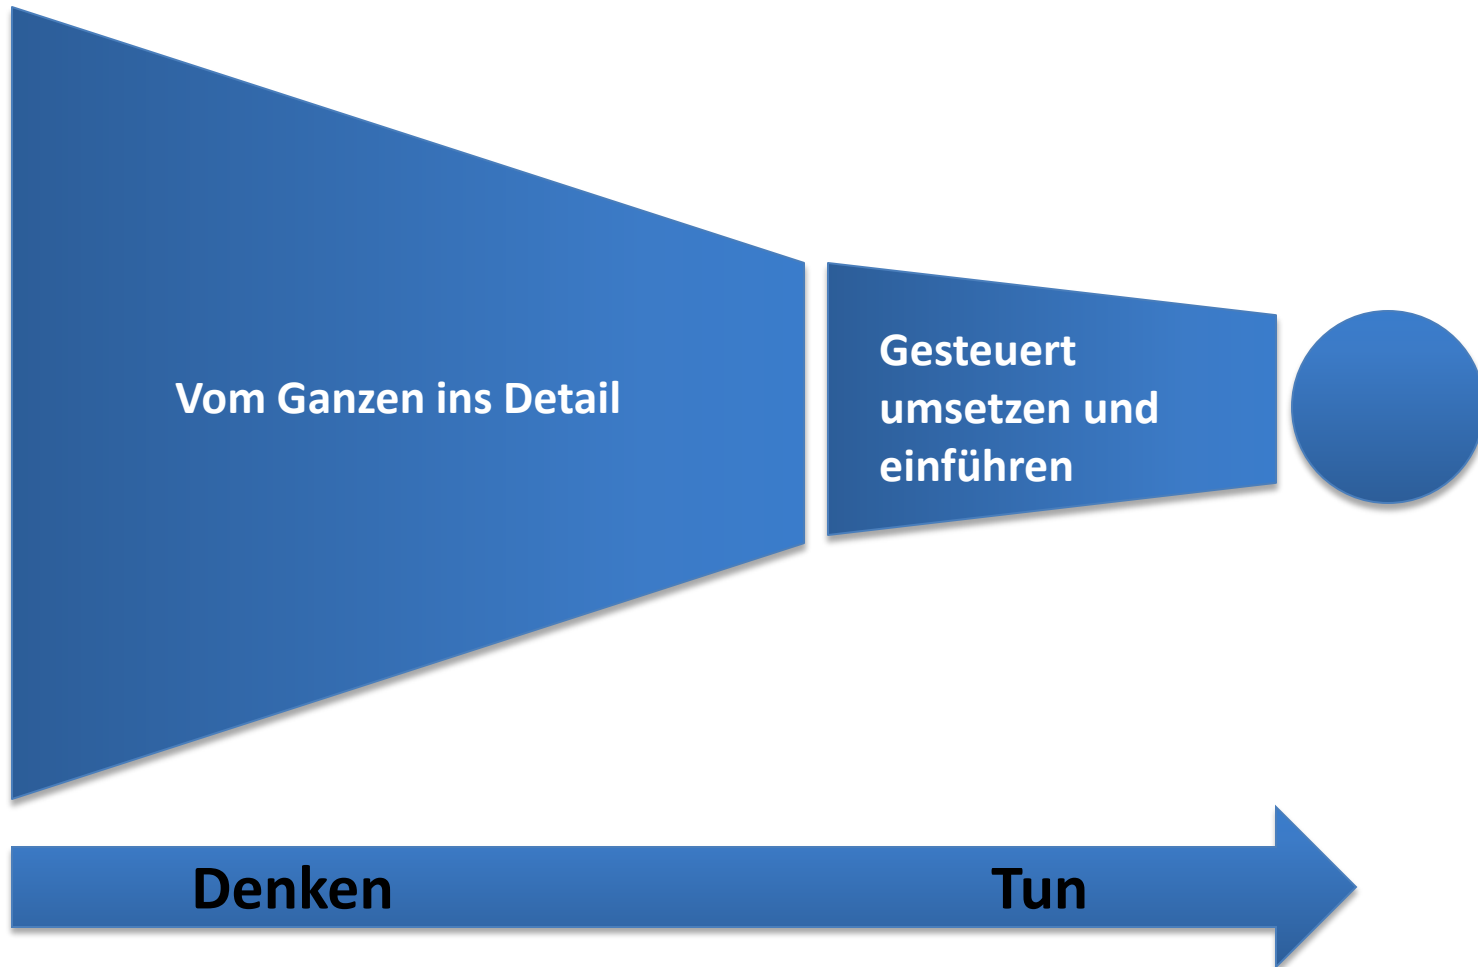 Vom Ganzen ins Detail
Gesteuert
umsetzen und
einführen
Denken
Tun